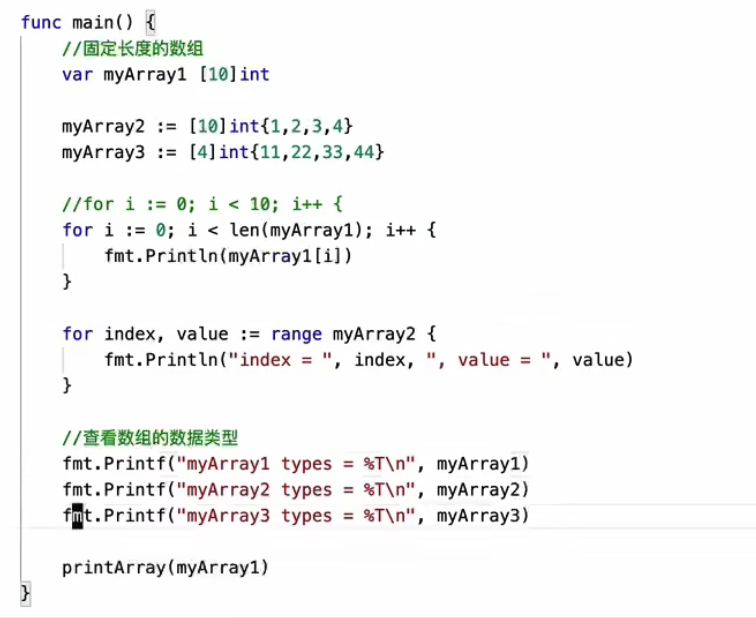 func main() {
//固定长度的数组
var myArray1 [10]int
myArray2 := [10]int{1,2,3,4}
myArray3 := [4]int{11,22,33,44}
//for i := 0; i < 10; i++ {
for i := 0; i < len(myArray1); i++ {
fmt.Println(myArray1[i])
}
for index, value := range myArray2 {
fmt.Println("index = ", index, ", value = ", value)
}
//查看数组的数据类型
fmt.Printf("myArray1 types = %T\n", myArray1)
fmt.Printf("myArray2 types = %T\n", myArray2)
fmt.Printf("myArray3 types = %T\n", myArray3)
printArray(myArray1)
}